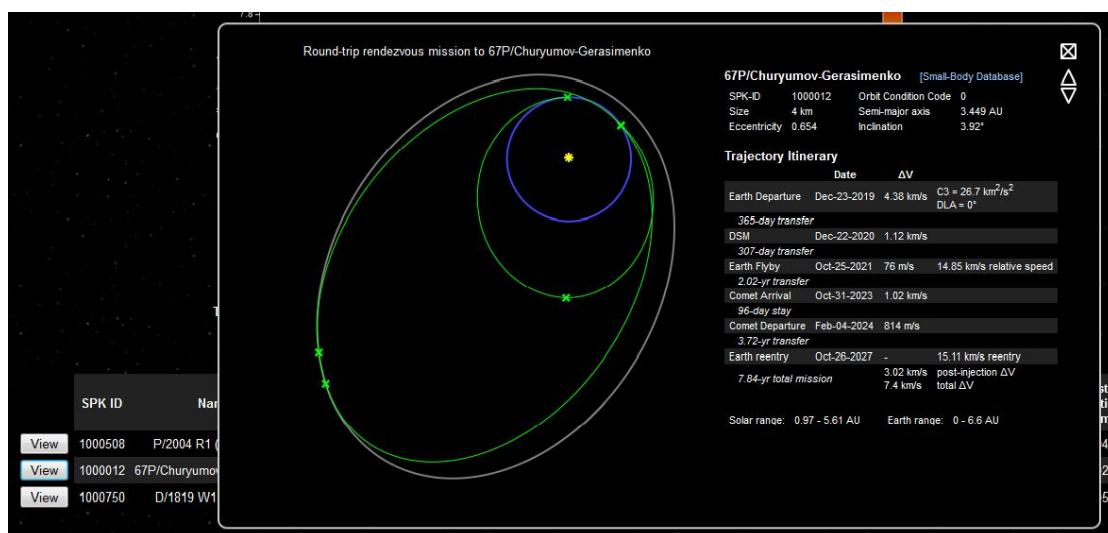 7.8
Round-trip rendezvous mission to 67P/Churyumov-Gerasimenko
67P/Churyumov-Gerasimenko [Small-Body Database]
SPK-ID 1000012 Orbit Condition Code 0
Size 4 km Semi-major axis 3.449 AU
Eccentricity 0.654 Inclination 3.92°
Trajectory Itinerary
Date ΔV
Earth Departure Dec-23-2019 4.38 km/s C3 = 26.7 km²/s²
DLA = 0°
365-day transfer
DSM Dec-22-2020 1.12 km/s
307-day transfer
Earth Flyby Oct-25-2021 76 m/s 14.85 km/s relative speed
2.02-yr transfer
Comet Arrival Oct-31-2023 1.02 km/s
96-day stay
Comet Departure Feb-04-2024 814 m/s
3.72-yr transfer
Earth reentry Oct-26-2027 - 15.11 km/s reentry
7.84-yr total mission 3.02 km/s post-injection ΔV
7.4 km/s total ΔV
Solar range: 0.97 - 5.61 AU Earth range: 0 - 6.6 AU
SPK ID
View 1000508 P/2004 R1 (
View 1000012 67P/Churyumov
View 1000750 D/1819 W1